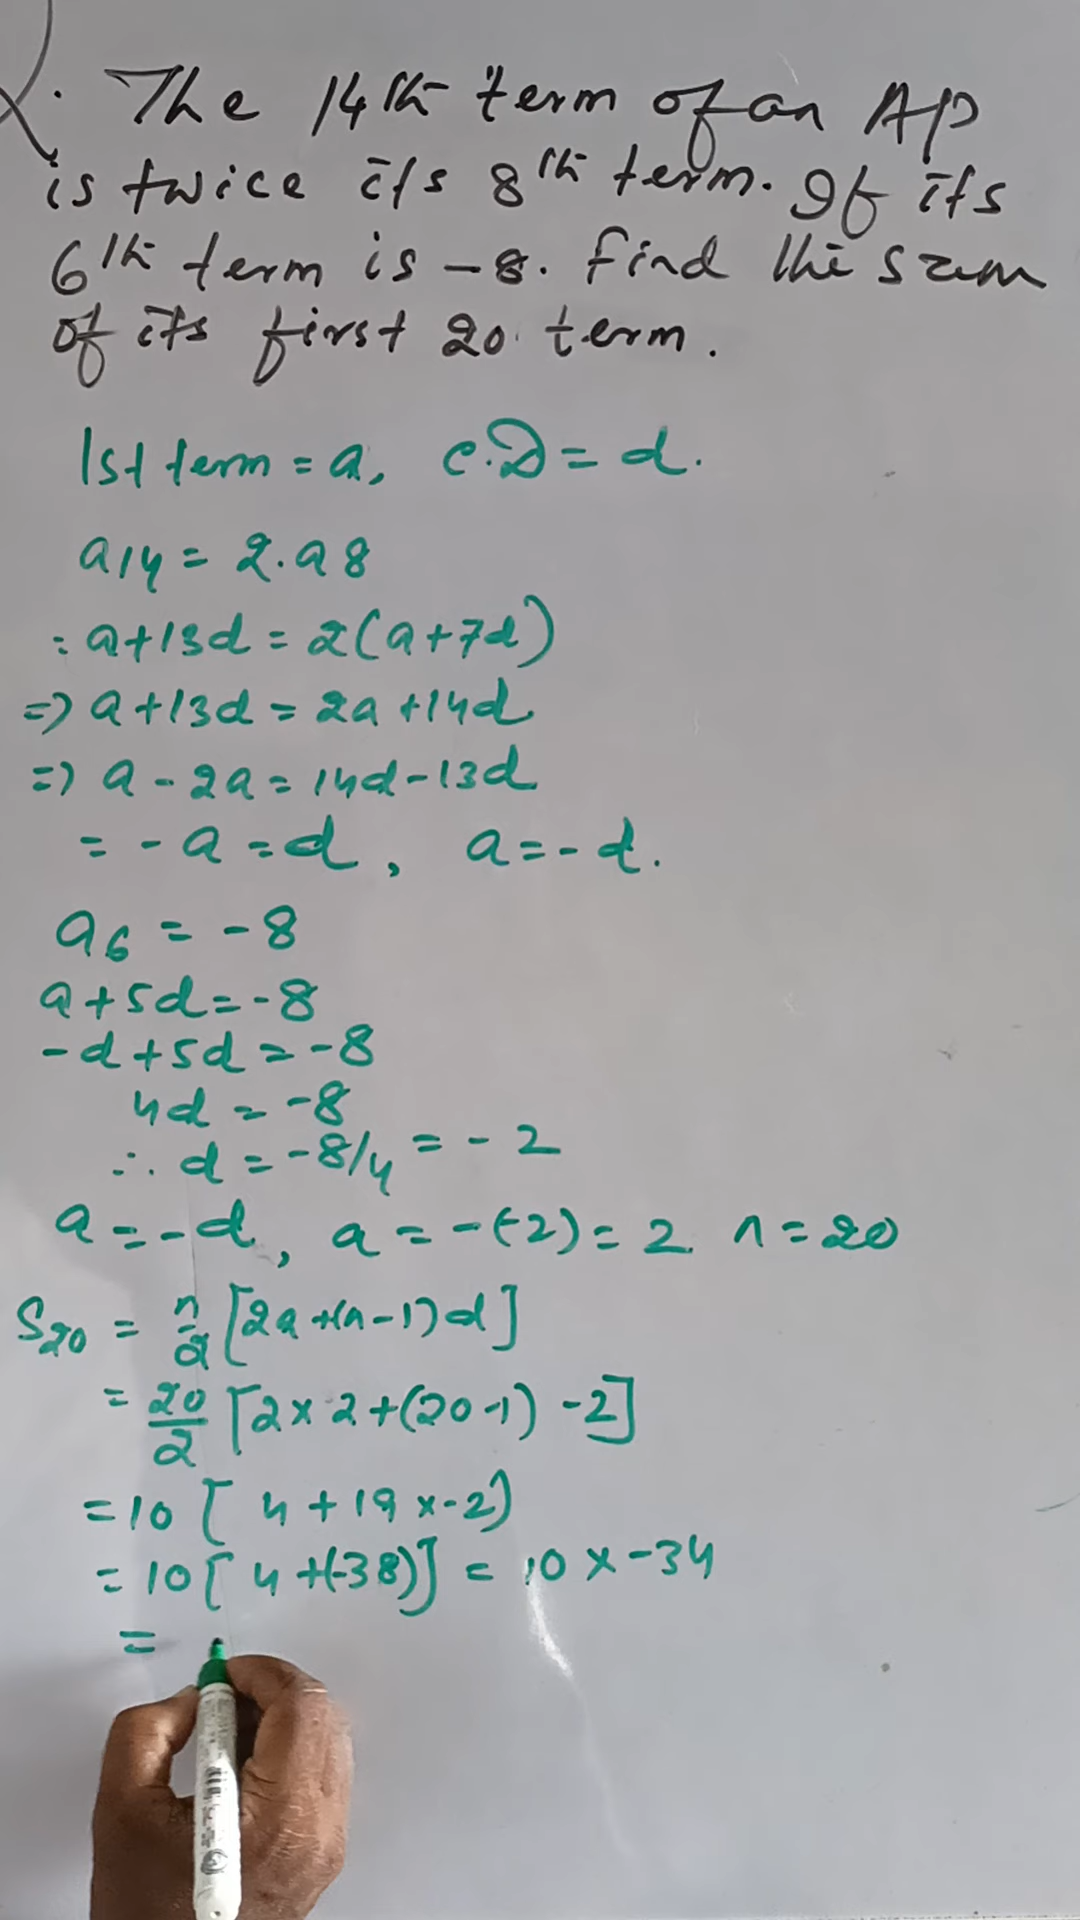 Q. The 14th term of an AP
is twice its 8th term. If its
6th term is -8. find the sum
of its first 20 term.
1st term = a, C.D = d.
a14 = 2.a8
= a+13d = 2(a+7d)
=> a+13d = 2a+14d
=> a-2a = 14d-13d
= -a = d, a = -d.
a6 = -8
a+5d = -8
-d+5d = -8
4d = -8
∴ d = -8/4 = -2
a = -d, a = -(-2) = 2 n = 20
S20 = n/2 [2a+(n-1)d]
= 20/2 [2×2+(20-1) -2]
= 10 [4+19×-2)
= 10 [4+(-38)] = 10×-34
=